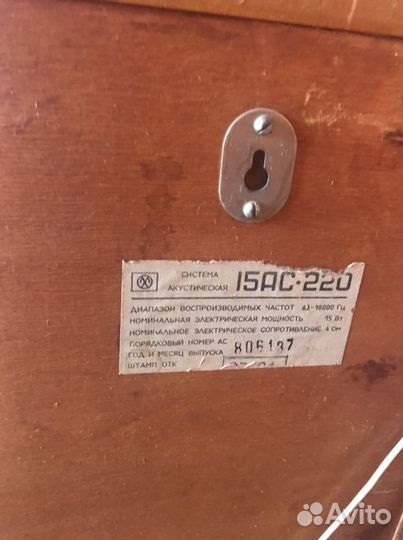 СИСТЕМА
АКУСТИЧЕСКАЯ 15АС·220
ДИАПАЗОН ВОСПРОИЗВОДИМЫХ ЧАСТОТ 63-18000 Гц
НОМИНАЛЬНАЯ ЭЛЕКТРИЧЕСКАЯ МОЩНОСТЬ 15 Вт
НОМИНАЛЬНОЕ ЭЛЕКТРИЧЕСКОЕ СОПРОТИВЛЕНИЕ 4 Ом
ПОРЯДКОВЫЙ НОМЕР АС 806137
ГОД И МЕСЯЦ ВЫПУСКА
ШТАМП ОТК
Avito